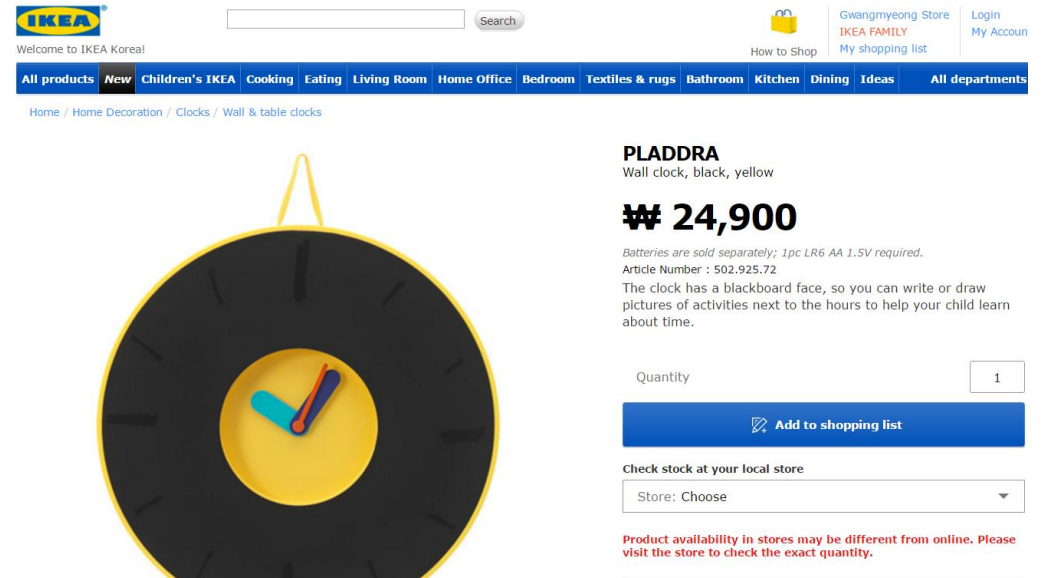 IKEA
Search
Welcome to IKEA Korea!
How to Shop
Gwangmyeong Store
IKEA FAMILY
My shopping list
Login
My Accoun
All products New Children's IKEA Cooking Eating Living Room Home Office Bedroom Textiles & rugs Bathroom Kitchen Dining Ideas All departments
Home / Home Decoration / Clocks / Wall & table clocks
PLADDRA
Wall clock, black, yellow
₩ 24,900
Batteries are sold separately; 1pc LR6 AA 1.5V required.
Article Number : 502.925.72
The clock has a blackboard face, so you can write or draw
pictures of activities next to the hours to help your child learn
about time.
Quantity 1
Add to shopping list
Check stock at your local store
Store: Choose
Product availability in stores may be different from online. Please
visit the store to check the exact quantity.